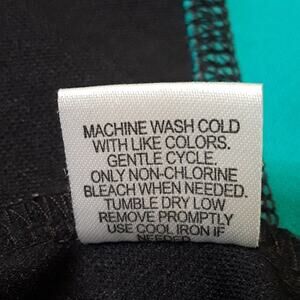 MACHINE WASH COLD
WITH LIKE COLORS.
GENTLE CYCLE.
ONLY NON-CHLORINE
BLEACH WHEN NEEDED.
TUMBLE DRY LOW
REMOVE PROMPTLY
USE COOL IRON IF
NEEDED